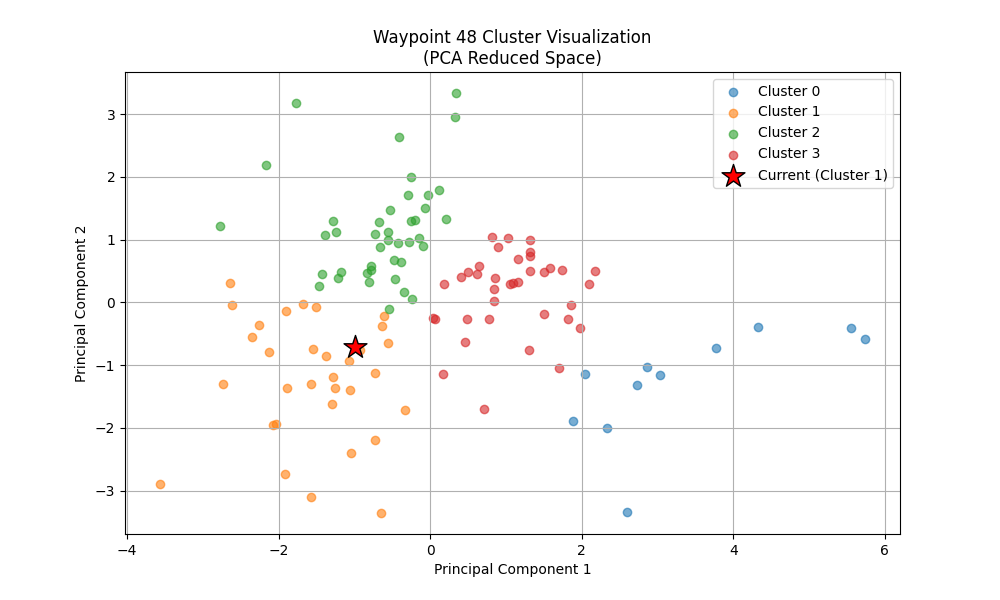 Waypoint 48 Cluster Visualization
(PCA Reduced Space)
Cluster 0
Cluster 1
Cluster 2
Cluster 3
Current (Cluster 1)
Principal Component 2
3
2
1
0
−1
−2
−3
−4
−2
0
2
4
6
Principal Component 1